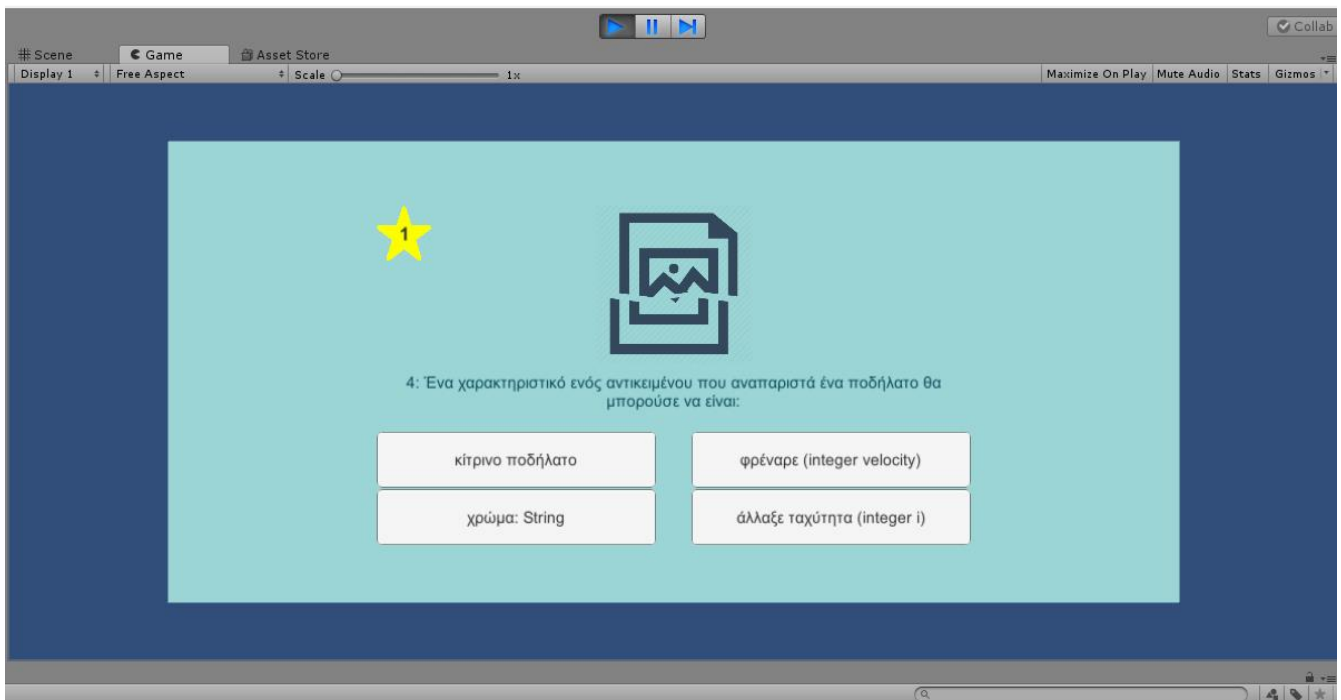 Collab
Scene
Game
Asset Store
Display 1
Free Aspect
Scale
1x
Maximize On Play
Mute Audio
Stats
Gizmos
1
4: Ένα χαρακτηριστικό ενός αντικειμένου που αναπαριστά ένα ποδήλατο θα
μπορούσε να είναι:
κίτρινο ποδήλατο
φρέναρε (integer velocity)
χρώμα: String
άλλαξε ταχύτητα (integer i)